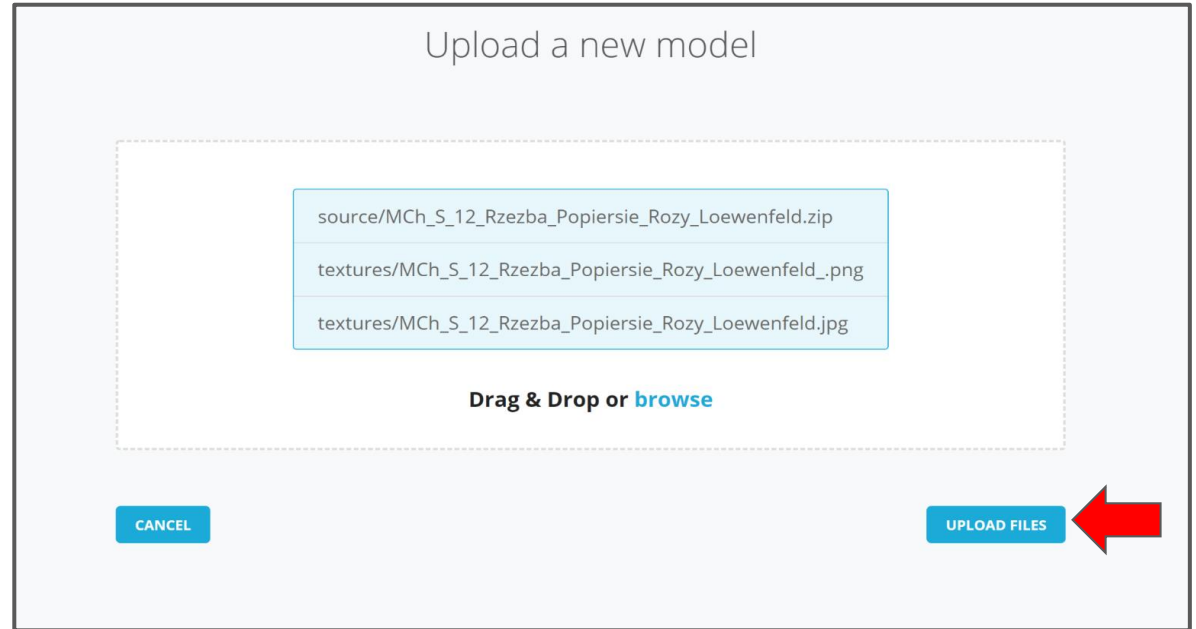 Upload a new model
source/MCh_S_12_Rzezba_Popiersie_Rozy_Loewenfeld.zip
textures/MCh_S_12_Rzezba_Popiersie_Rozy_Loewenfeld_.png
textures/MCh_S_12_Rzezba_Popiersie_Rozy_Loewenfeld.jpg
Drag & Drop or browse
CANCEL
UPLOAD FILES